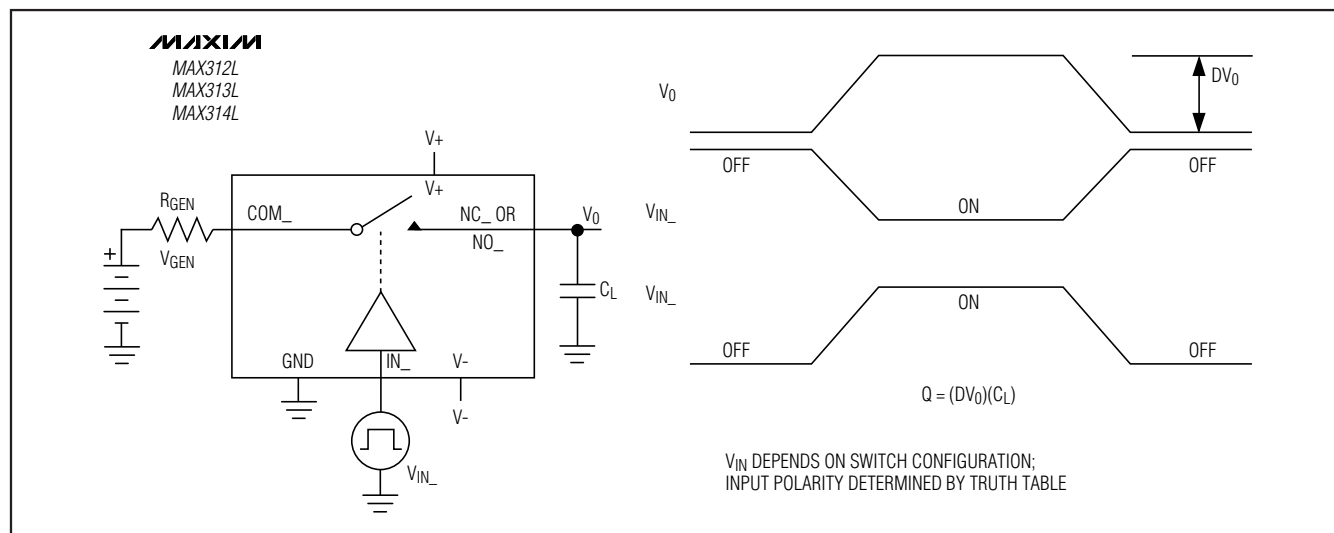 MAXIM
MAX312L
MAX313L
MAX314L
V+
V+
RGEN
COM_
NC_ OR
NO_
V0
VGEN
+
CL
GND
IN_
V-
V-
VIN_
V0
DV0
OFF
OFF
VIN_
ON
VIN_
ON
OFF
OFF
Q = (DV0)(CL)
VIN DEPENDS ON SWITCH CONFIGURATION;
INPUT POLARITY DETERMINED BY TRUTH TABLE